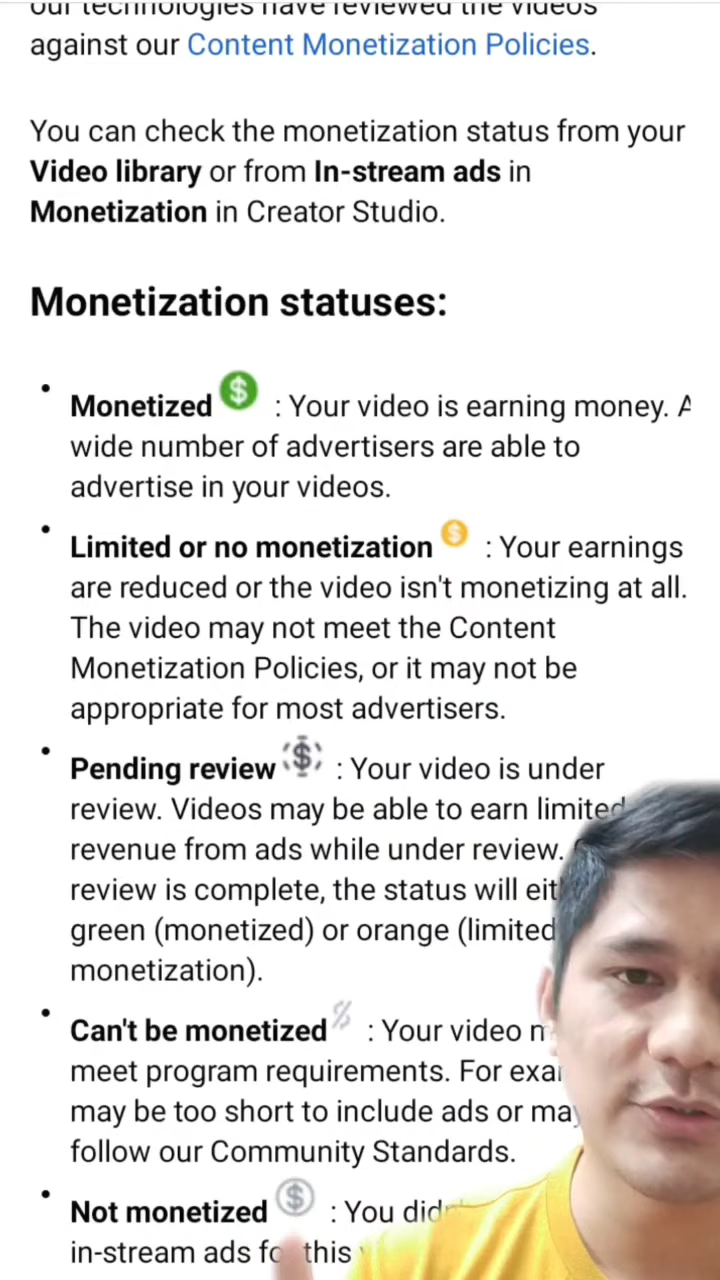 our technologies have reviewed the videos
against our Content Monetization Policies.
You can check the monetization status from your
Video library or from In-stream ads in
Monetization in Creator Studio.
Monetization statuses:
• Monetized $ : Your video is earning money. A
wide number of advertisers are able to
advertise in your videos.
• Limited or no monetization $ : Your earnings
are reduced or the video isn't monetizing at all.
The video may not meet the Content
Monetization Policies, or it may not be
appropriate for most advertisers.
• Pending review $ : Your video is under
review. Videos may be able to earn limited
revenue from ads while under review.
review is complete, the status will
green (monetized) or orange (limited
monetization).
• Can't be monetized : Your video
meet program requirements. For
may be too short to include ads or
follow our Community Standards.
• Not monetized $ : You
in-stream ads this